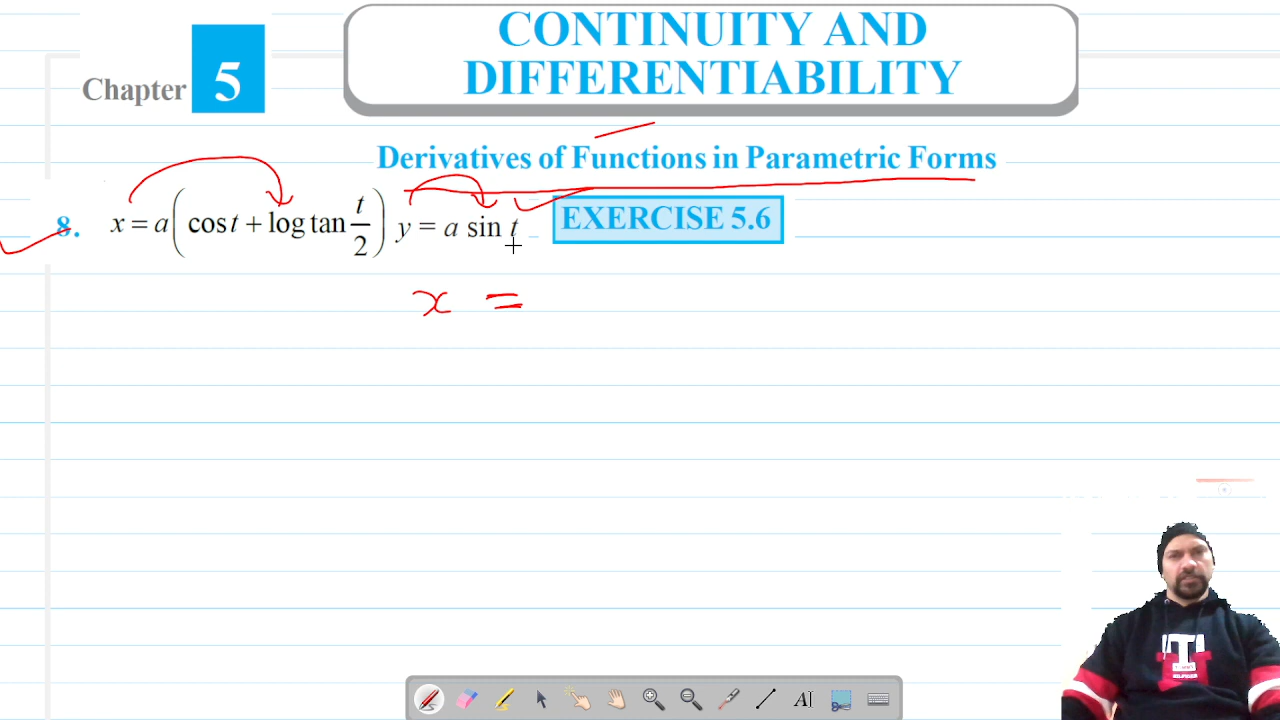 CONTINUITY AND
DIFFERENTIABILITY
Chapter 5
Derivatives of Functions in Parametric Forms
8. x = a(cos t + log tan t/2) y = a sin t
EXERCISE 5.6
x =
AI